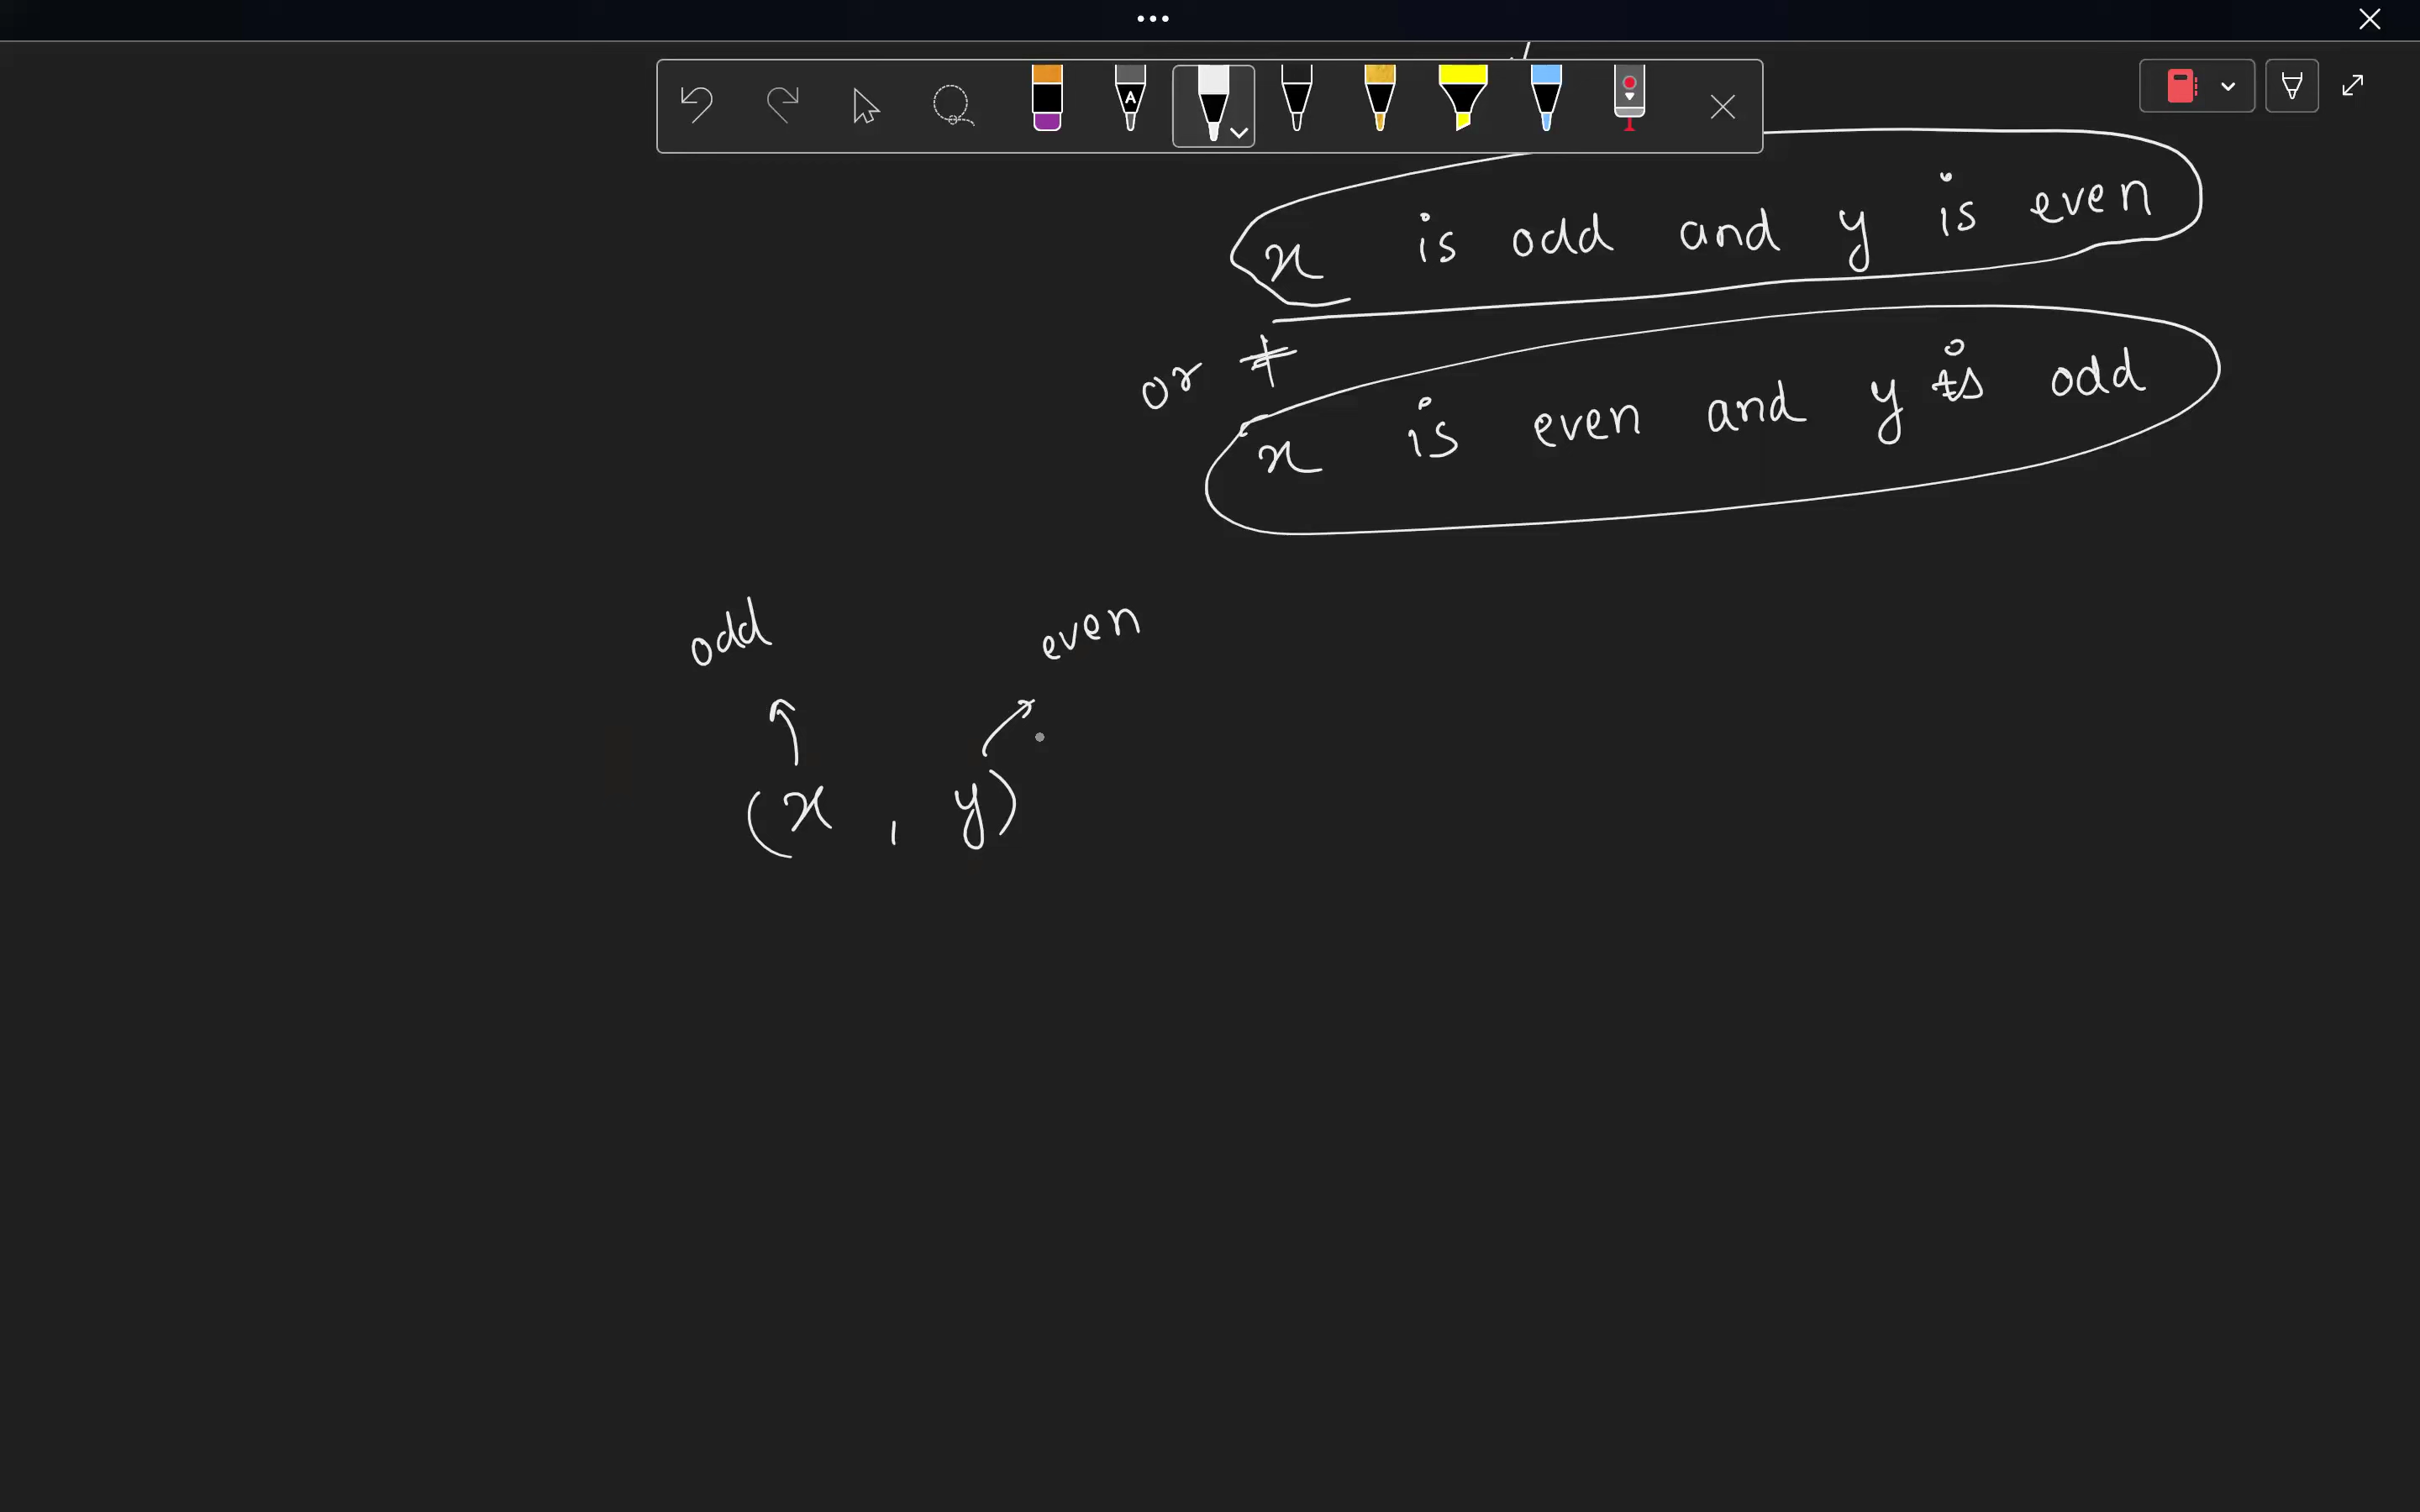 x is odd and y is even
or
x is even and y is odd
odd even
(x , y)